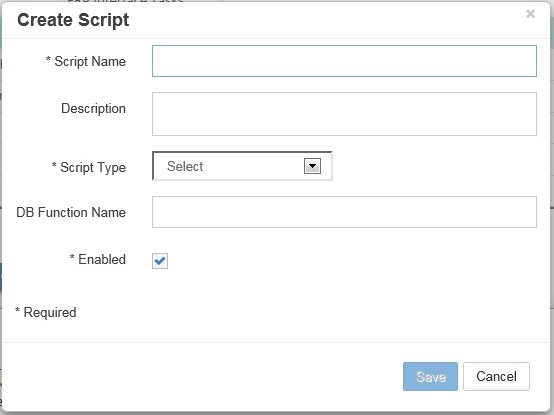 Create Script
* Script Name
Description
* Script Type Select
DB Function Name
* Enabled
* Required
Save Cancel